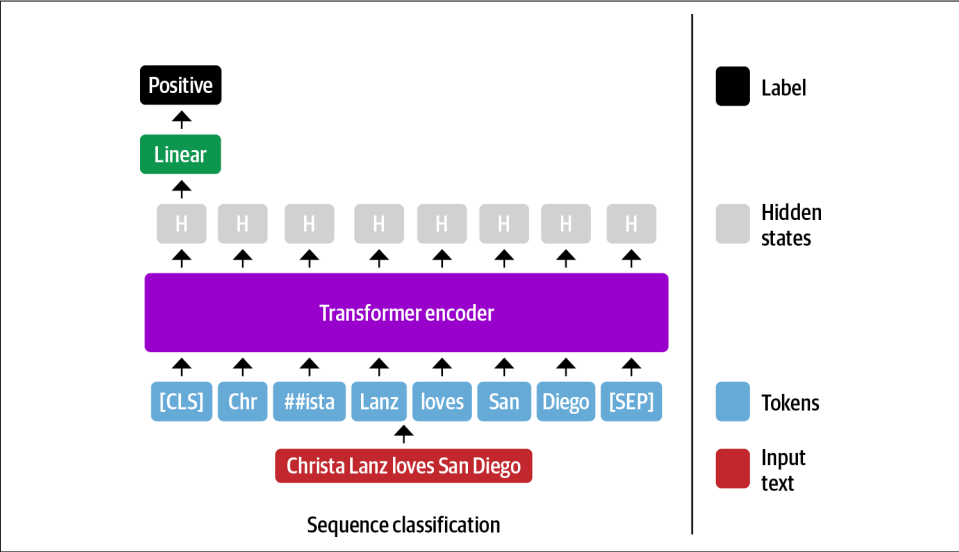 Positive
Label
Linear
H H H H H H H H
Hidden
states
Transformer encoder
[CLS] Chr ##ista Lanz loves San Diego [SEP]
Tokens
Christa Lanz loves San Diego
Input
text
Sequence classification